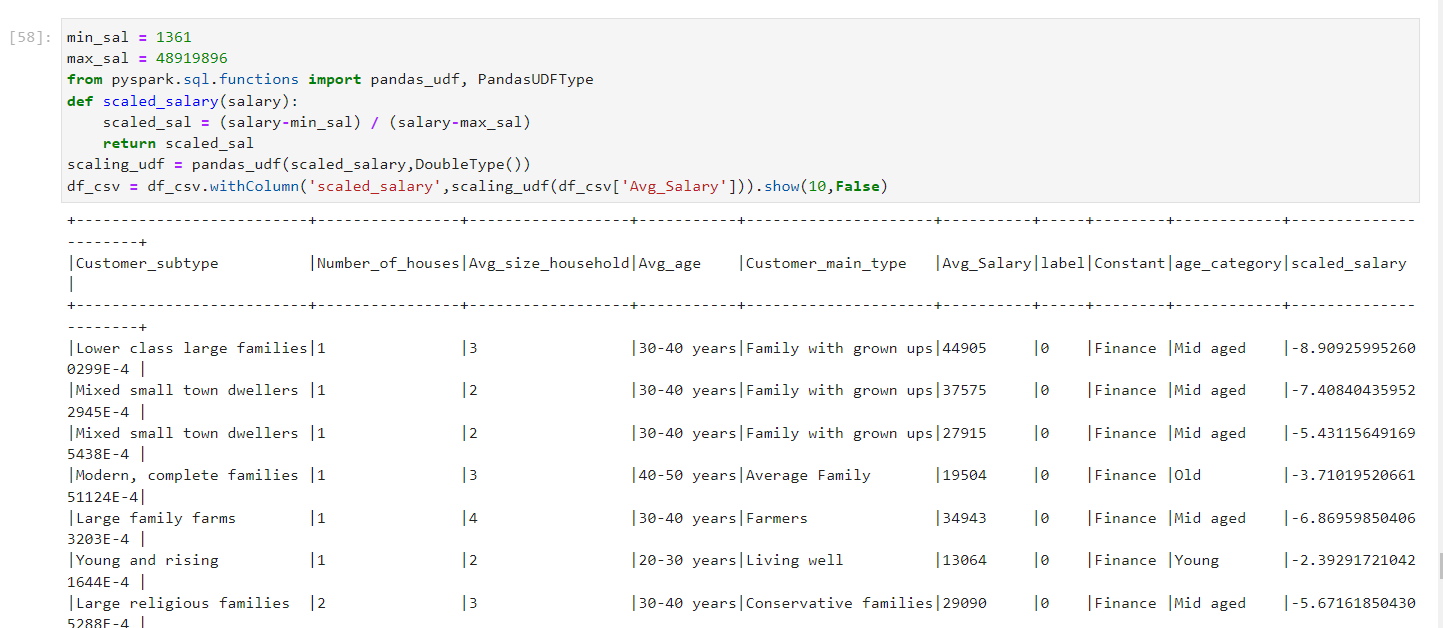 [58]: min_sal = 1361
max_sal = 48919896
from pyspark.sql.functions import pandas_udf, PandasUDFType
def scaled_salary(salary):
    scaled_sal = (salary-min_sal) / (salary-max_sal)
    return scaled_sal
scaling_udf = pandas_udf(scaled_salary,DoubleType())
df_csv = df_csv.withColumn('scaled_salary',scaling_udf(df_csv['Avg_Salary'])).show(10,False)
+--------------------------+----------------+------------------+-----------+---------------------+----------+-----+--------+------------+--------------
--------+
|Customer_subtype          |Number_of_houses|Avg_size_household|Avg_age    |Customer_main_type   |Avg_Salary|label|Constant|age_category|scaled_salary
|
+--------------------------+----------------+------------------+-----------+---------------------+----------+-----+--------+------------+--------------
--------+
|Lower class large families|1               |3                 |30-40 years|Family with grown ups|44905     |0    |Finance |Mid aged    |-8.90925995260
0299E-4 |
|Mixed small town dwellers |1               |2                 |30-40 years|Family with grown ups|37575     |0    |Finance |Mid aged    |-7.40840435952
2945E-4 |
|Mixed small town dwellers |1               |2                 |30-40 years|Family with grown ups|27915     |0    |Finance |Mid aged    |-5.43115649169
5438E-4 |
|Modern, complete families |1               |3                 |40-50 years|Average Family       |19504     |0    |Finance |Old         |-3.71019520661
51124E-4|
|Large family farms        |1               |4                 |30-40 years|Farmers              |34943     |0    |Finance |Mid aged    |-6.86959850406
3203E-4 |
|Young and rising          |1               |2                 |20-30 years|Living well          |13064     |0    |Finance |Young       |-2.39291721042
1644E-4 |
|Large religious families  |2               |3                 |30-40 years|Conservative families|29090     |0    |Finance |Mid aged    |-5.67161850430
5288E-4 |